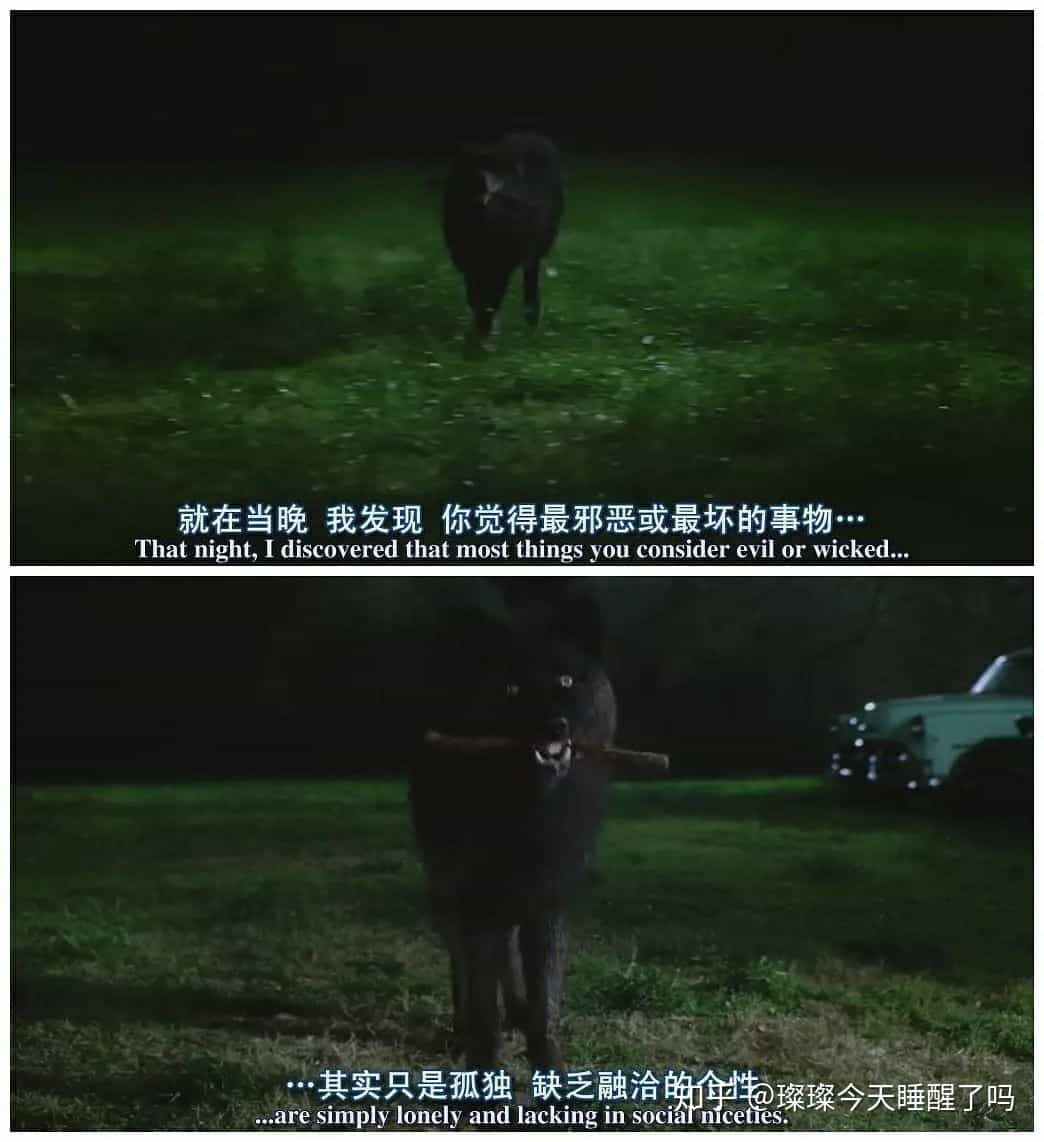 就在当晚 我发现 你觉得最邪恶或最坏的事物…
That night, I discovered that most things you consider evil or wicked...
…其实只是孤独 缺乏融洽的个性
...are simply lonely and lacking in social niceties.
知乎 @璨璨今天睡醒了吗